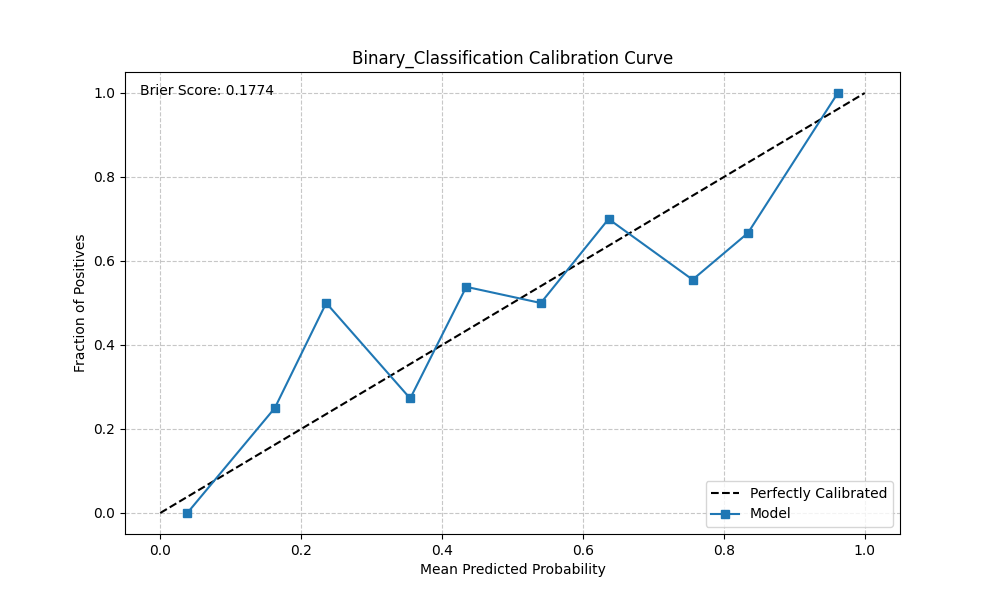 Binary_Classification Calibration Curve
Brier Score: 0.1774
Fraction of Positives
1.0
0.8
0.6
0.4
0.2
0.0
Perfectly Calibrated
Model
0.0 0.2 0.4 0.6 0.8 1.0
Mean Predicted Probability